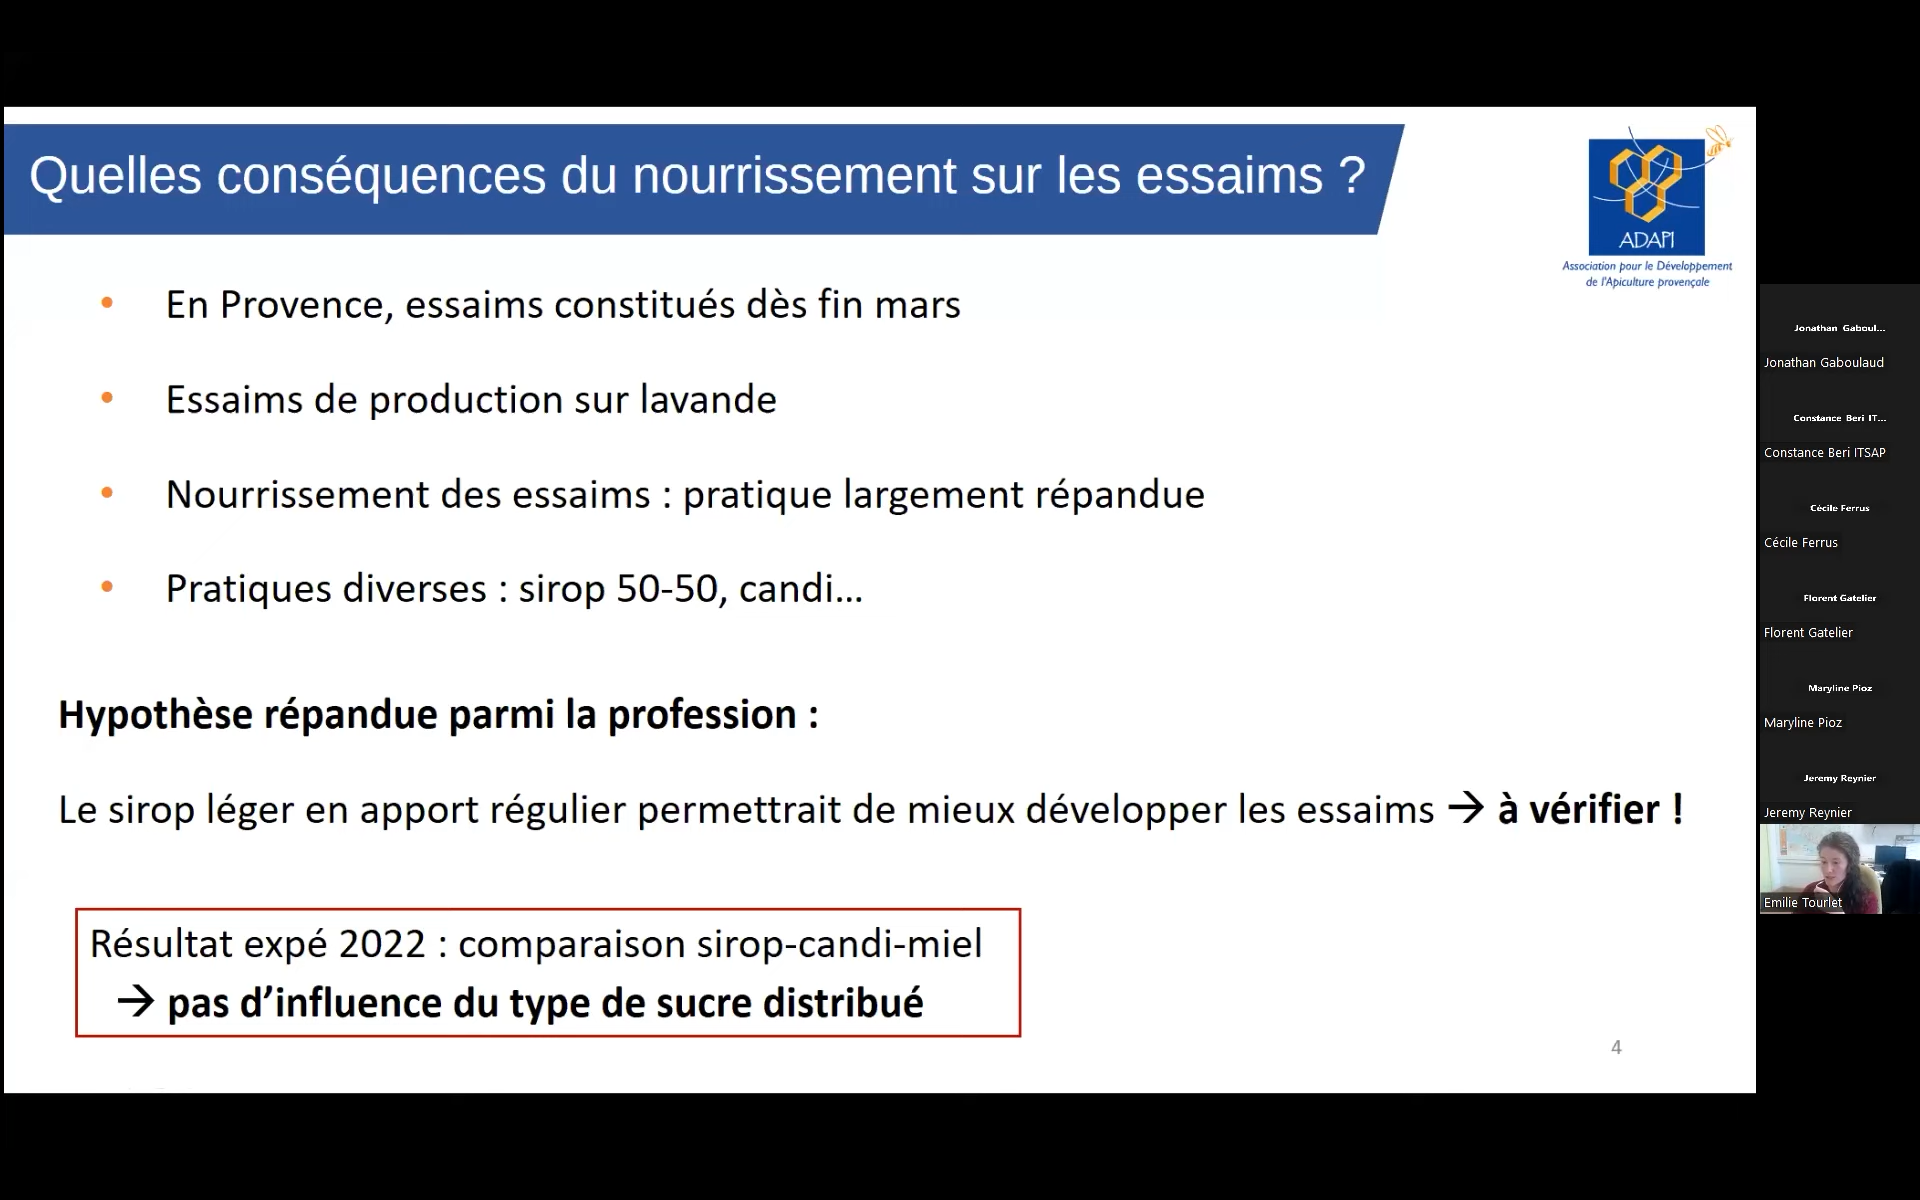 Quelles conséquences du nourrissement sur les essaims ?
ADAPI
Association pour le Développement
de l'Apiculture provençale
• En Provence, essaims constitués dès fin mars
• Essaims de production sur lavande
• Nourrissement des essaims : pratique largement répandue
• Pratiques diverses : sirop 50-50, candi...
Hypothèse répandue parmi la profession :
Le sirop léger en apport régulier permettrait de mieux développer les essaims → à vérifier !
Résultat expé 2022 : comparaison sirop-candi-miel
→ pas d’influence du type de sucre distribué
4
Jonathan Gaboul...
Jonathan Gaboulaud
Constance Beri IT...
Constance Beri ITSAP
Cécile Ferrus
Cécile Ferrus
Florent Gatelier
Florent Gatelier
Maryline Pioz
Maryline Pioz
Jeremy Reynier
Jeremy Reynier
Emilie Tourlet